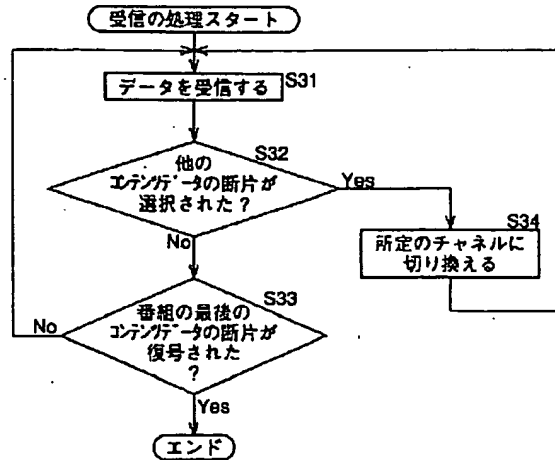 受信の処理スタート
データを受信する
S31
他の
コンテンツデータの断片が
選択された?
S32
Yes
No
所定のチャネルに
切り換える
S34
番組の最後の
コンテンツデータの断片が
復号された
?
S33
No
Yes
エンド